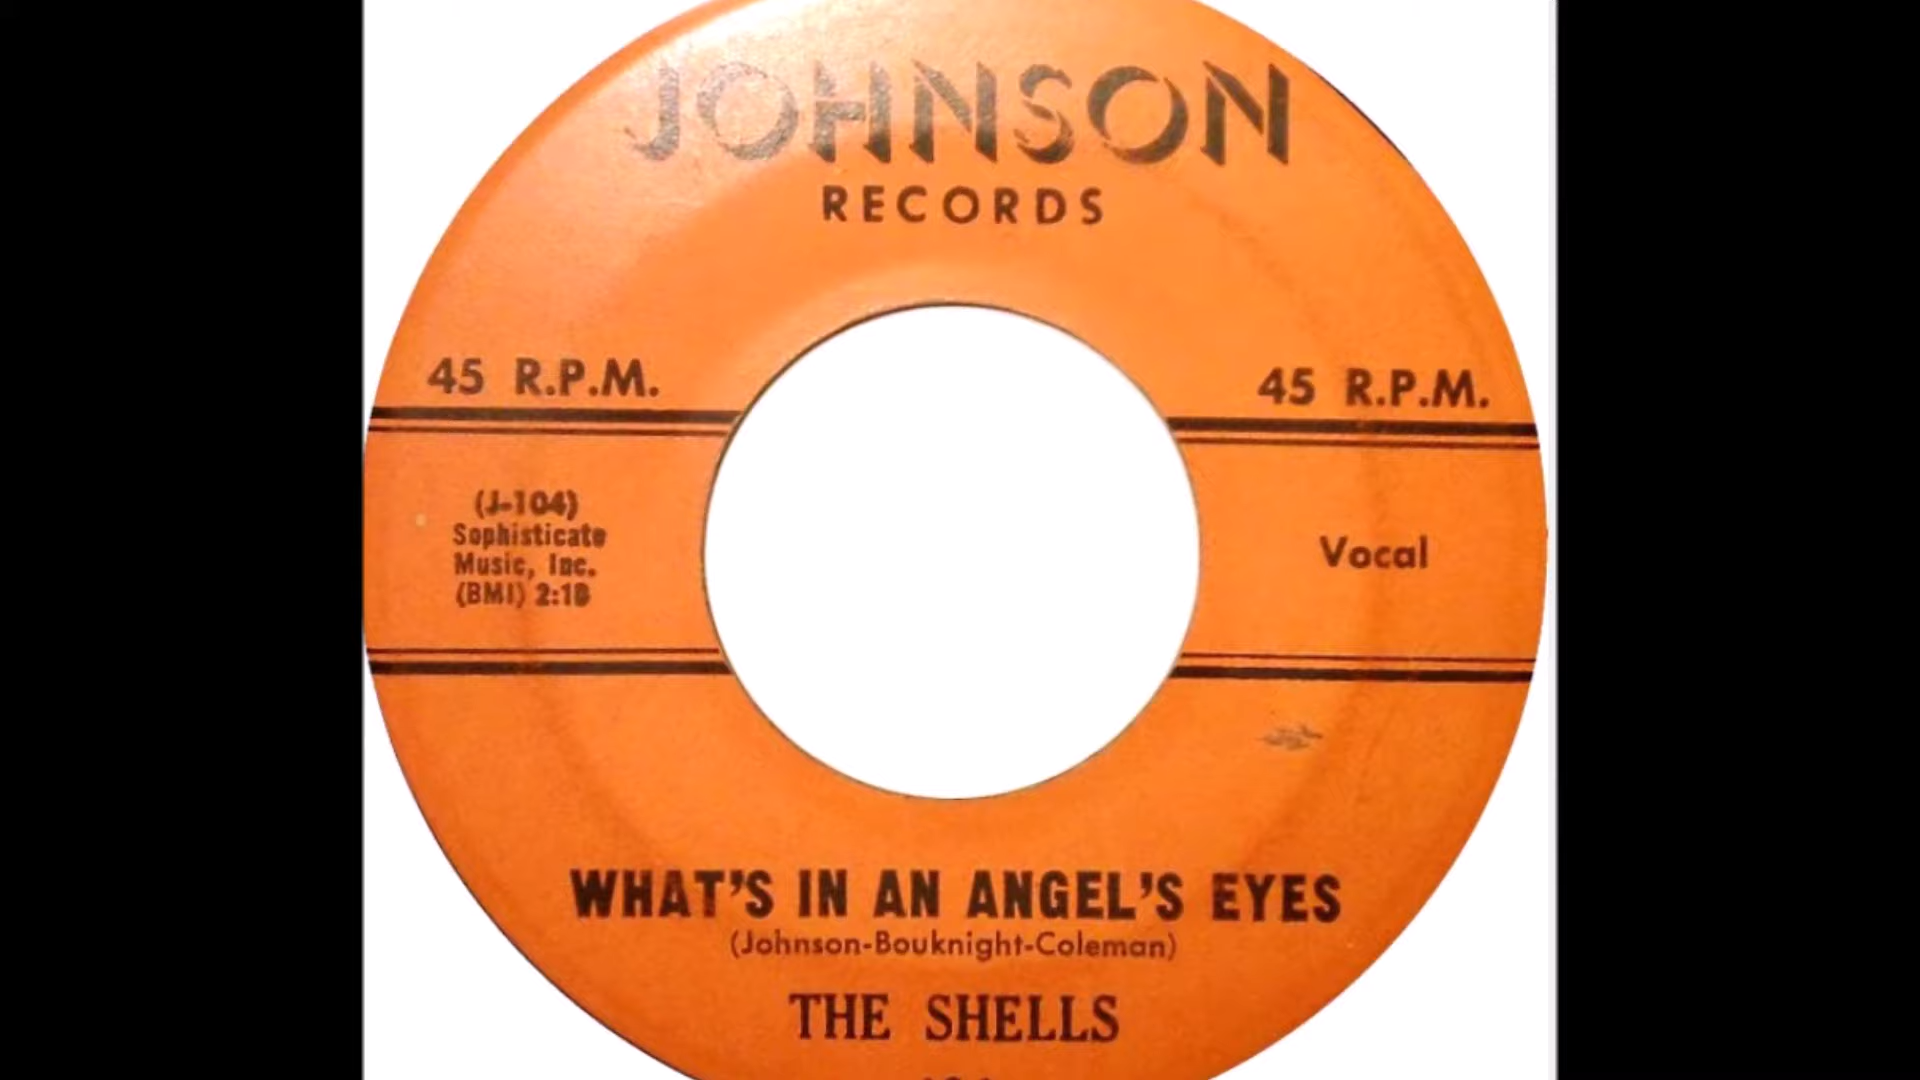 JOHNSON
RECORDS
45 R.P.M.
45 R.P.M.
(J-104)
Sophisticate
Music, Inc.
(BMI) 2:18
Vocal
WHAT'S IN AN ANGEL'S EYES
(Johnson-Bouknight-Coleman)
THE SHELLS